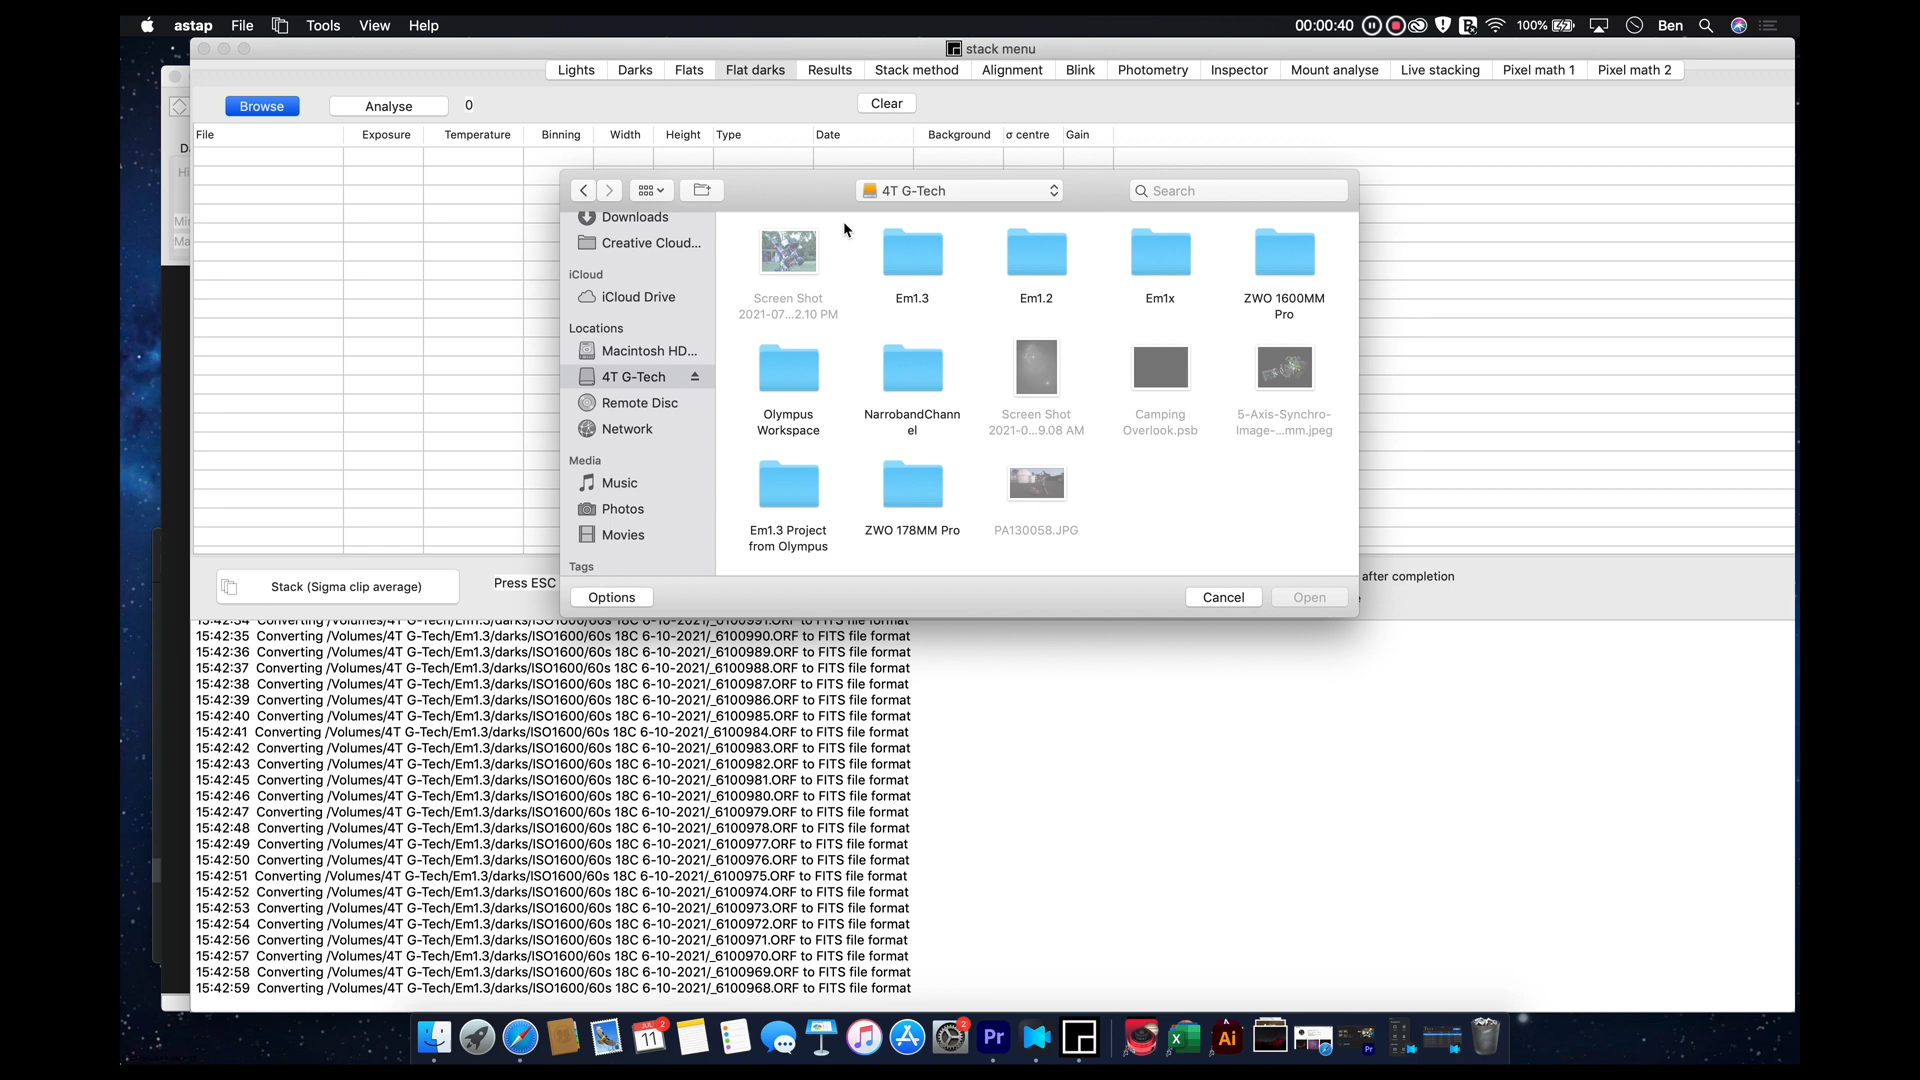 astap File Tools View Help 00:00:40 100% Ben
stack menu
Lights Darks Flats Flat darks Results Stack method Alignment Blink Photometry Inspector Mount analyse Live stacking Pixel math 1 Pixel math 2
Browse Analyse 0 Clear
File Exposure Temperature Binning Width Height Type Date Background σ centre Gain
4T G-Tech Search
Downloads
Creative Cloud...
iCloud
iCloud Drive
Locations
Macintosh HD...
4T G-Tech
Remote Disc
Network
Media
Music
Photos
Movies
Tags
Screen Shot
2021-07...2.10 PM
Em1.3
Em1.2
Em1x
ZWO 1600MM
Pro
Olympus
Workspace
NarrobandChann
el
Screen Shot
2021-0...9.08 AM
Camping
Overlook.psb
5-Axis-Synchro-
Image-...mm.jpeg
Em1.3 Project
from Olympus
ZWO 178MM Pro
PA130058.JPG
Options Cancel Open
Stack (Sigma clip average) Press ESC after completion
15:42:34 Converting /Volumes/4T G-Tech/Em1.3/darks/ISO1600/60s 18C 6-10-2021/_6100991.ORF to FITS file format
15:42:35 Converting /Volumes/4T G-Tech/Em1.3/darks/ISO1600/60s 18C 6-10-2021/_6100990.ORF to FITS file format
15:42:36 Converting /Volumes/4T G-Tech/Em1.3/darks/ISO1600/60s 18C 6-10-2021/_6100989.ORF to FITS file format
15:42:37 Converting /Volumes/4T G-Tech/Em1.3/darks/ISO1600/60s 18C 6-10-2021/_6100988.ORF to FITS file format
15:42:38 Converting /Volumes/4T G-Tech/Em1.3/darks/ISO1600/60s 18C 6-10-2021/_6100987.ORF to FITS file format
15:42:39 Converting /Volumes/4T G-Tech/Em1.3/darks/ISO1600/60s 18C 6-10-2021/_6100986.ORF to FITS file format
15:42:40 Converting /Volumes/4T G-Tech/Em1.3/darks/ISO1600/60s 18C 6-10-2021/_6100985.ORF to FITS file format
15:42:41 Converting /Volumes/4T G-Tech/Em1.3/darks/ISO1600/60s 18C 6-10-2021/_6100984.ORF to FITS file format
15:42:42 Converting /Volumes/4T G-Tech/Em1.3/darks/ISO1600/60s 18C 6-10-2021/_6100983.ORF to FITS file format
15:42:43 Converting /Volumes/4T G-Tech/Em1.3/darks/ISO1600/60s 18C 6-10-2021/_6100982.ORF to FITS file format
15:42:45 Converting /Volumes/4T G-Tech/Em1.3/darks/ISO1600/60s 18C 6-10-2021/_6100981.ORF to FITS file format
15:42:46 Converting /Volumes/4T G-Tech/Em1.3/darks/ISO1600/60s 18C 6-10-2021/_6100980.ORF to FITS file format
15:42:47 Converting /Volumes/4T G-Tech/Em1.3/darks/ISO1600/60s 18C 6-10-2021/_6100979.ORF to FITS file format
15:42:48 Converting /Volumes/4T G-Tech/Em1.3/darks/ISO1600/60s 18C 6-10-2021/_6100978.ORF to FITS file format
15:42:49 Converting /Volumes/4T G-Tech/Em1.3/darks/ISO1600/60s 18C 6-10-2021/_6100977.ORF to FITS file format
15:42:50 Converting /Volumes/4T G-Tech/Em1.3/darks/ISO1600/60s 18C 6-10-2021/_6100976.ORF to FITS file format
15:42:51 Converting /Volumes/4T G-Tech/Em1.3/darks/ISO1600/60s 18C 6-10-2021/_6100975.ORF to FITS file format
15:42:52 Converting /Volumes/4T G-Tech/Em1.3/darks/ISO1600/60s 18C 6-10-2021/_6100974.ORF to FITS file format
15:42:53 Converting /Volumes/4T G-Tech/Em1.3/darks/ISO1600/60s 18C 6-10-2021/_6100973.ORF to FITS file format
15:42:54 Converting /Volumes/4T G-Tech/Em1.3/darks/ISO1600/60s 18C 6-10-2021/_6100972.ORF to FITS file format
15:42:56 Converting /Volumes/4T G-Tech/Em1.3/darks/ISO1600/60s 18C 6-10-2021/_6100971.ORF to FITS file format
15:42:57 Converting /Volumes/4T G-Tech/Em1.3/darks/ISO1600/60s 18C 6-10-2021/_6100970.ORF to FITS file format
15:42:58 Converting /Volumes/4T G-Tech/Em1.3/darks/ISO1600/60s 18C 6-10-2021/_6100969.ORF to FITS file format
15:42:59 Converting /Volumes/4T G-Tech/Em1.3/darks/ISO1600/60s 18C 6-10-2021/_6100968.ORF to FITS file format
JUL 2
11
2
Pr
Ai